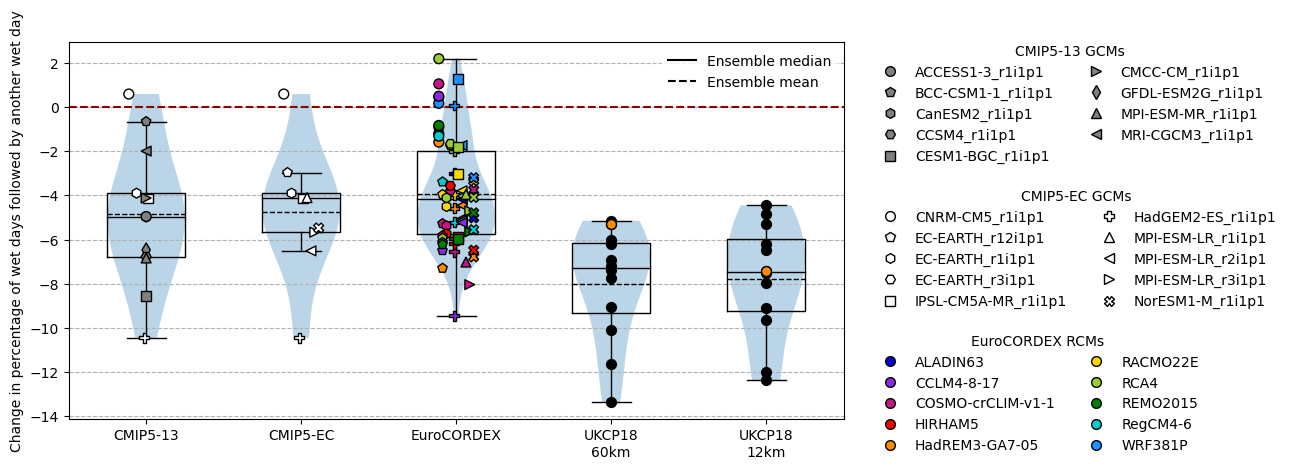 Change in percentage of wet days followed by another wet day
2
0
−2
−4
−6
−8
−10
−12
−14
CMIP5-13
CMIP5-EC
EuroCORDEX
UKCP18
60km
UKCP18
12km
Ensemble median
Ensemble mean
CMIP5-13 GCMs
ACCESS1-3_r1i1p1
BCC-CSM1-1_r1i1p1
CanESM2_r1i1p1
CCSM4_r1i1p1
CESM1-BGC_r1i1p1
CMCC-CM_r1i1p1
GFDL-ESM2G_r1i1p1
MPI-ESM-MR_r1i1p1
MRI-CGCM3_r1i1p1
CMIP5-EC GCMs
CNRM-CM5_r1i1p1
EC-EARTH_r12i1p1
EC-EARTH_r1i1p1
EC-EARTH_r3i1p1
IPSL-CM5A-MR_r1i1p1
HadGEM2-ES_r1i1p1
MPI-ESM-LR_r1i1p1
MPI-ESM-LR_r2i1p1
MPI-ESM-LR_r3i1p1
NorESM1-M_r1i1p1
EuroCORDEX RCMs
ALADIN63
CCLM4-8-17
COSMO-crCLIM-v1-1
HIRHAM5
HadREM3-GA7-05
RACMO22E
RCA4
REMO2015
RegCM4-6
WRF381P